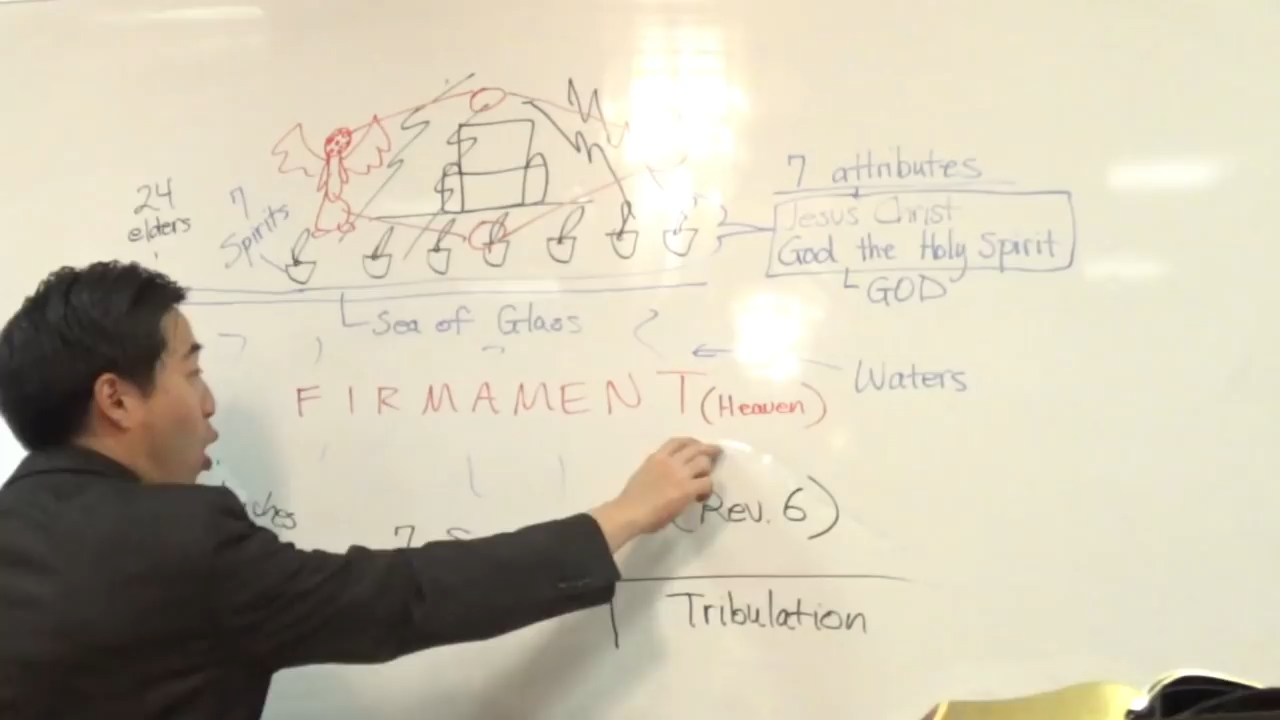 24
elders
7
Spirits
7 attributes
Jesus Christ
God the Holy Spirit
GOD
Sea of Glass
Waters
FIRMAMENT (Heaven)
7
(Rev. 6)
Tribulation